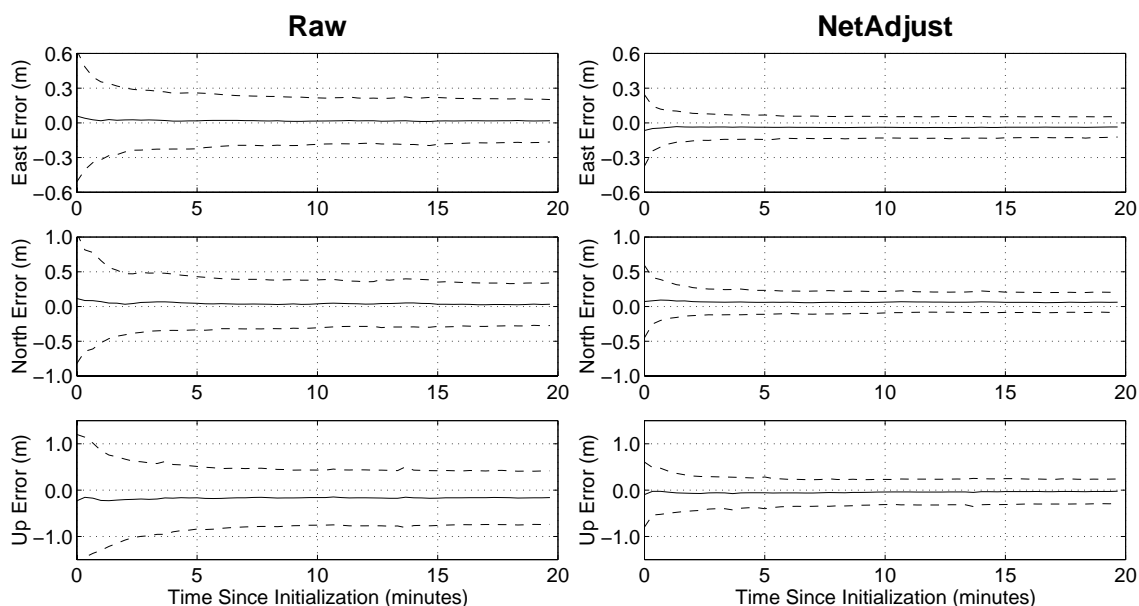 Raw NetAdjust
0.6 0.3 0.0 −0.3 −0.6
East Error (m)
0 5 10 15 20
0.6 0.3 0.0 −0.3 −0.6
East Error (m)
0 5 10 15 20
1.0 0.5 0.0 −0.5 −1.0
North Error (m)
0 5 10 15 20
1.0 0.5 0.0 −0.5 −1.0
North Error (m)
0 5 10 15 20
1.0 0.0 −1.0
Up Error (m)
0 5 10 15 20
Time Since Initialization (minutes)
1.0 0.0 −1.0
Up Error (m)
0 5 10 15 20
Time Since Initialization (minutes)